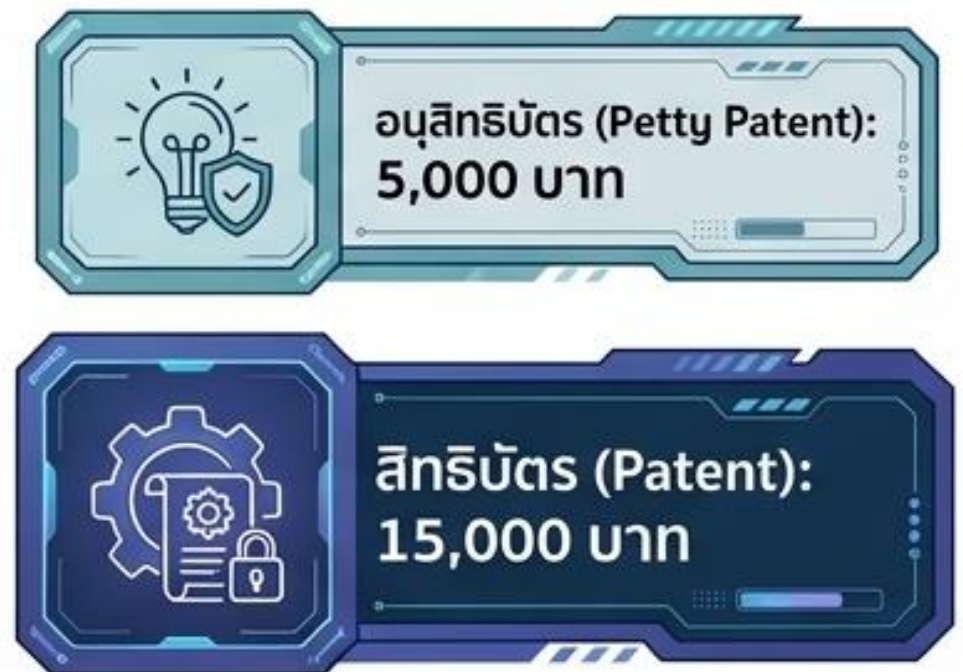 อนุสิทธิบัตร (Petty Patent):
5,000 บาท
สิทธิบัตร (Patent):
15,000 บาท